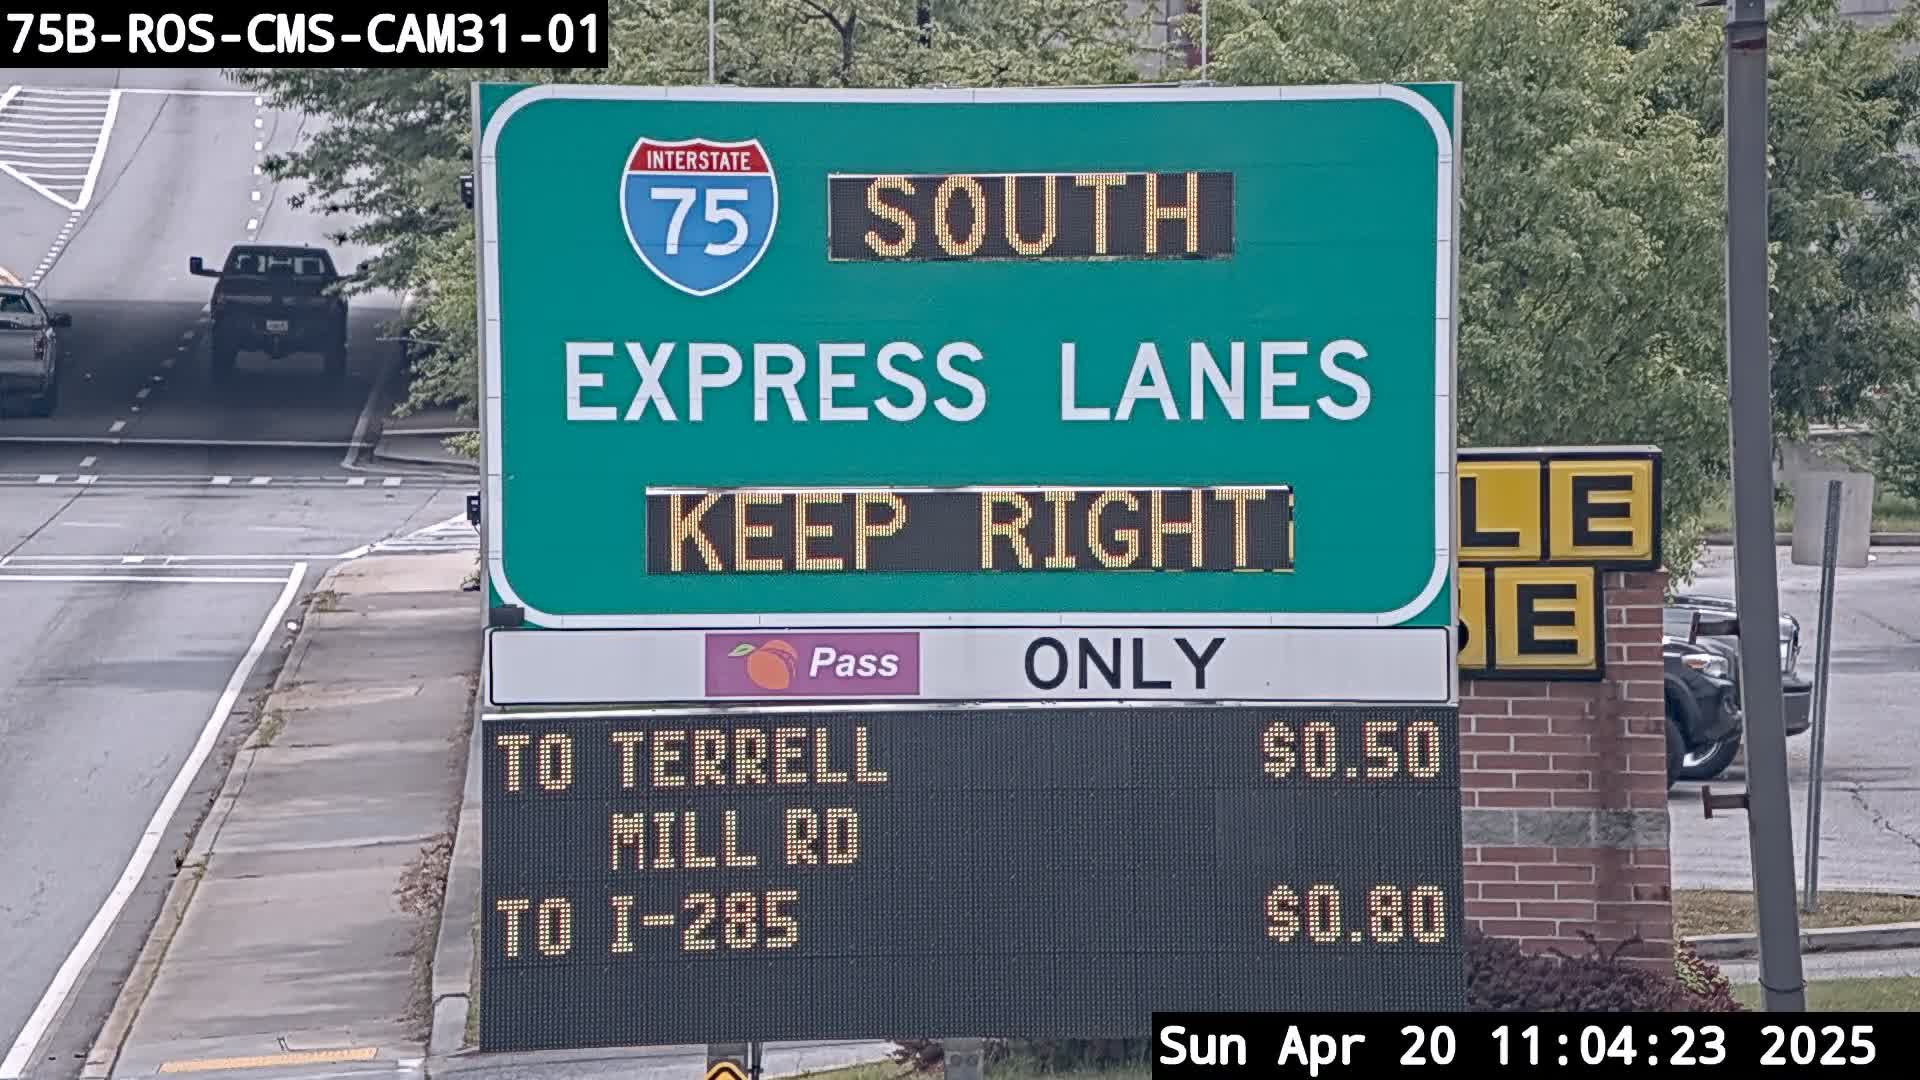 75B-ROS-CMS-CAM31-01
INTERSTATE
75
SOUTH
EXPRESS LANES
KEEP RIGHT
Pass ONLY
TO TERRELL $0.50
MILL RD
TO I-285 $0.80
LE
E
Sun Apr 20 11:04:23 2025